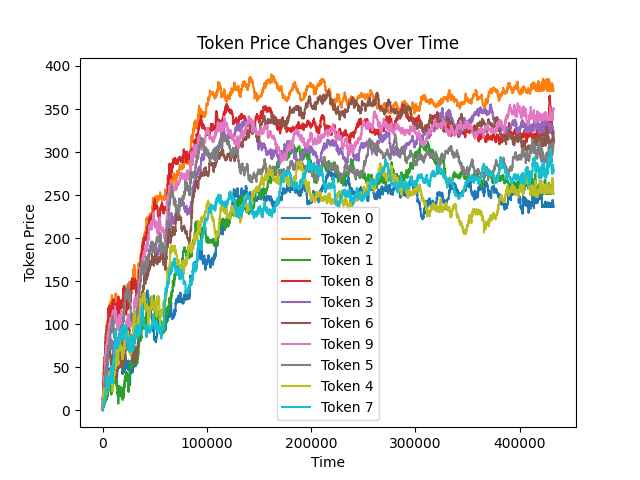 Token Price Changes Over Time
400
350
300
250
200
150
100
50
0
Token Price
Token 0
Token 2
Token 1
Token 8
Token 3
Token 6
Token 9
Token 5
Token 4
Token 7
0 100000 200000 300000 400000
Time